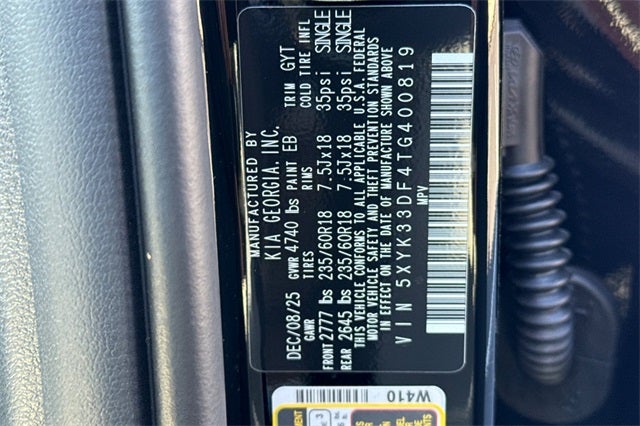 MANUFACTURED BY
KIA GEORGIA, INC.
DEC/08/25 GVWR 4740 lbs PAINT EB TRIM GYT
GAWR TIRES RIMS COLD TIRE INFL
FRONT 2777 lbs 235/60R18 7.5Jx18 35psi SINGLE
REAR 2645 lbs 235/60R18 7.5Jx18 35psi SINGLE
THIS VEHICLE CONFORMS TO ALL APPLICABLE U.S.A. FEDERAL
MOTOR VEHICLE SAFETY AND THEFT PREVENTION STANDARDS
IN EFFECT ON THE DATE OF MANUFACTURE SHOWN ABOVE
VIN 5XYK33DF4TG400819
MPV
W410